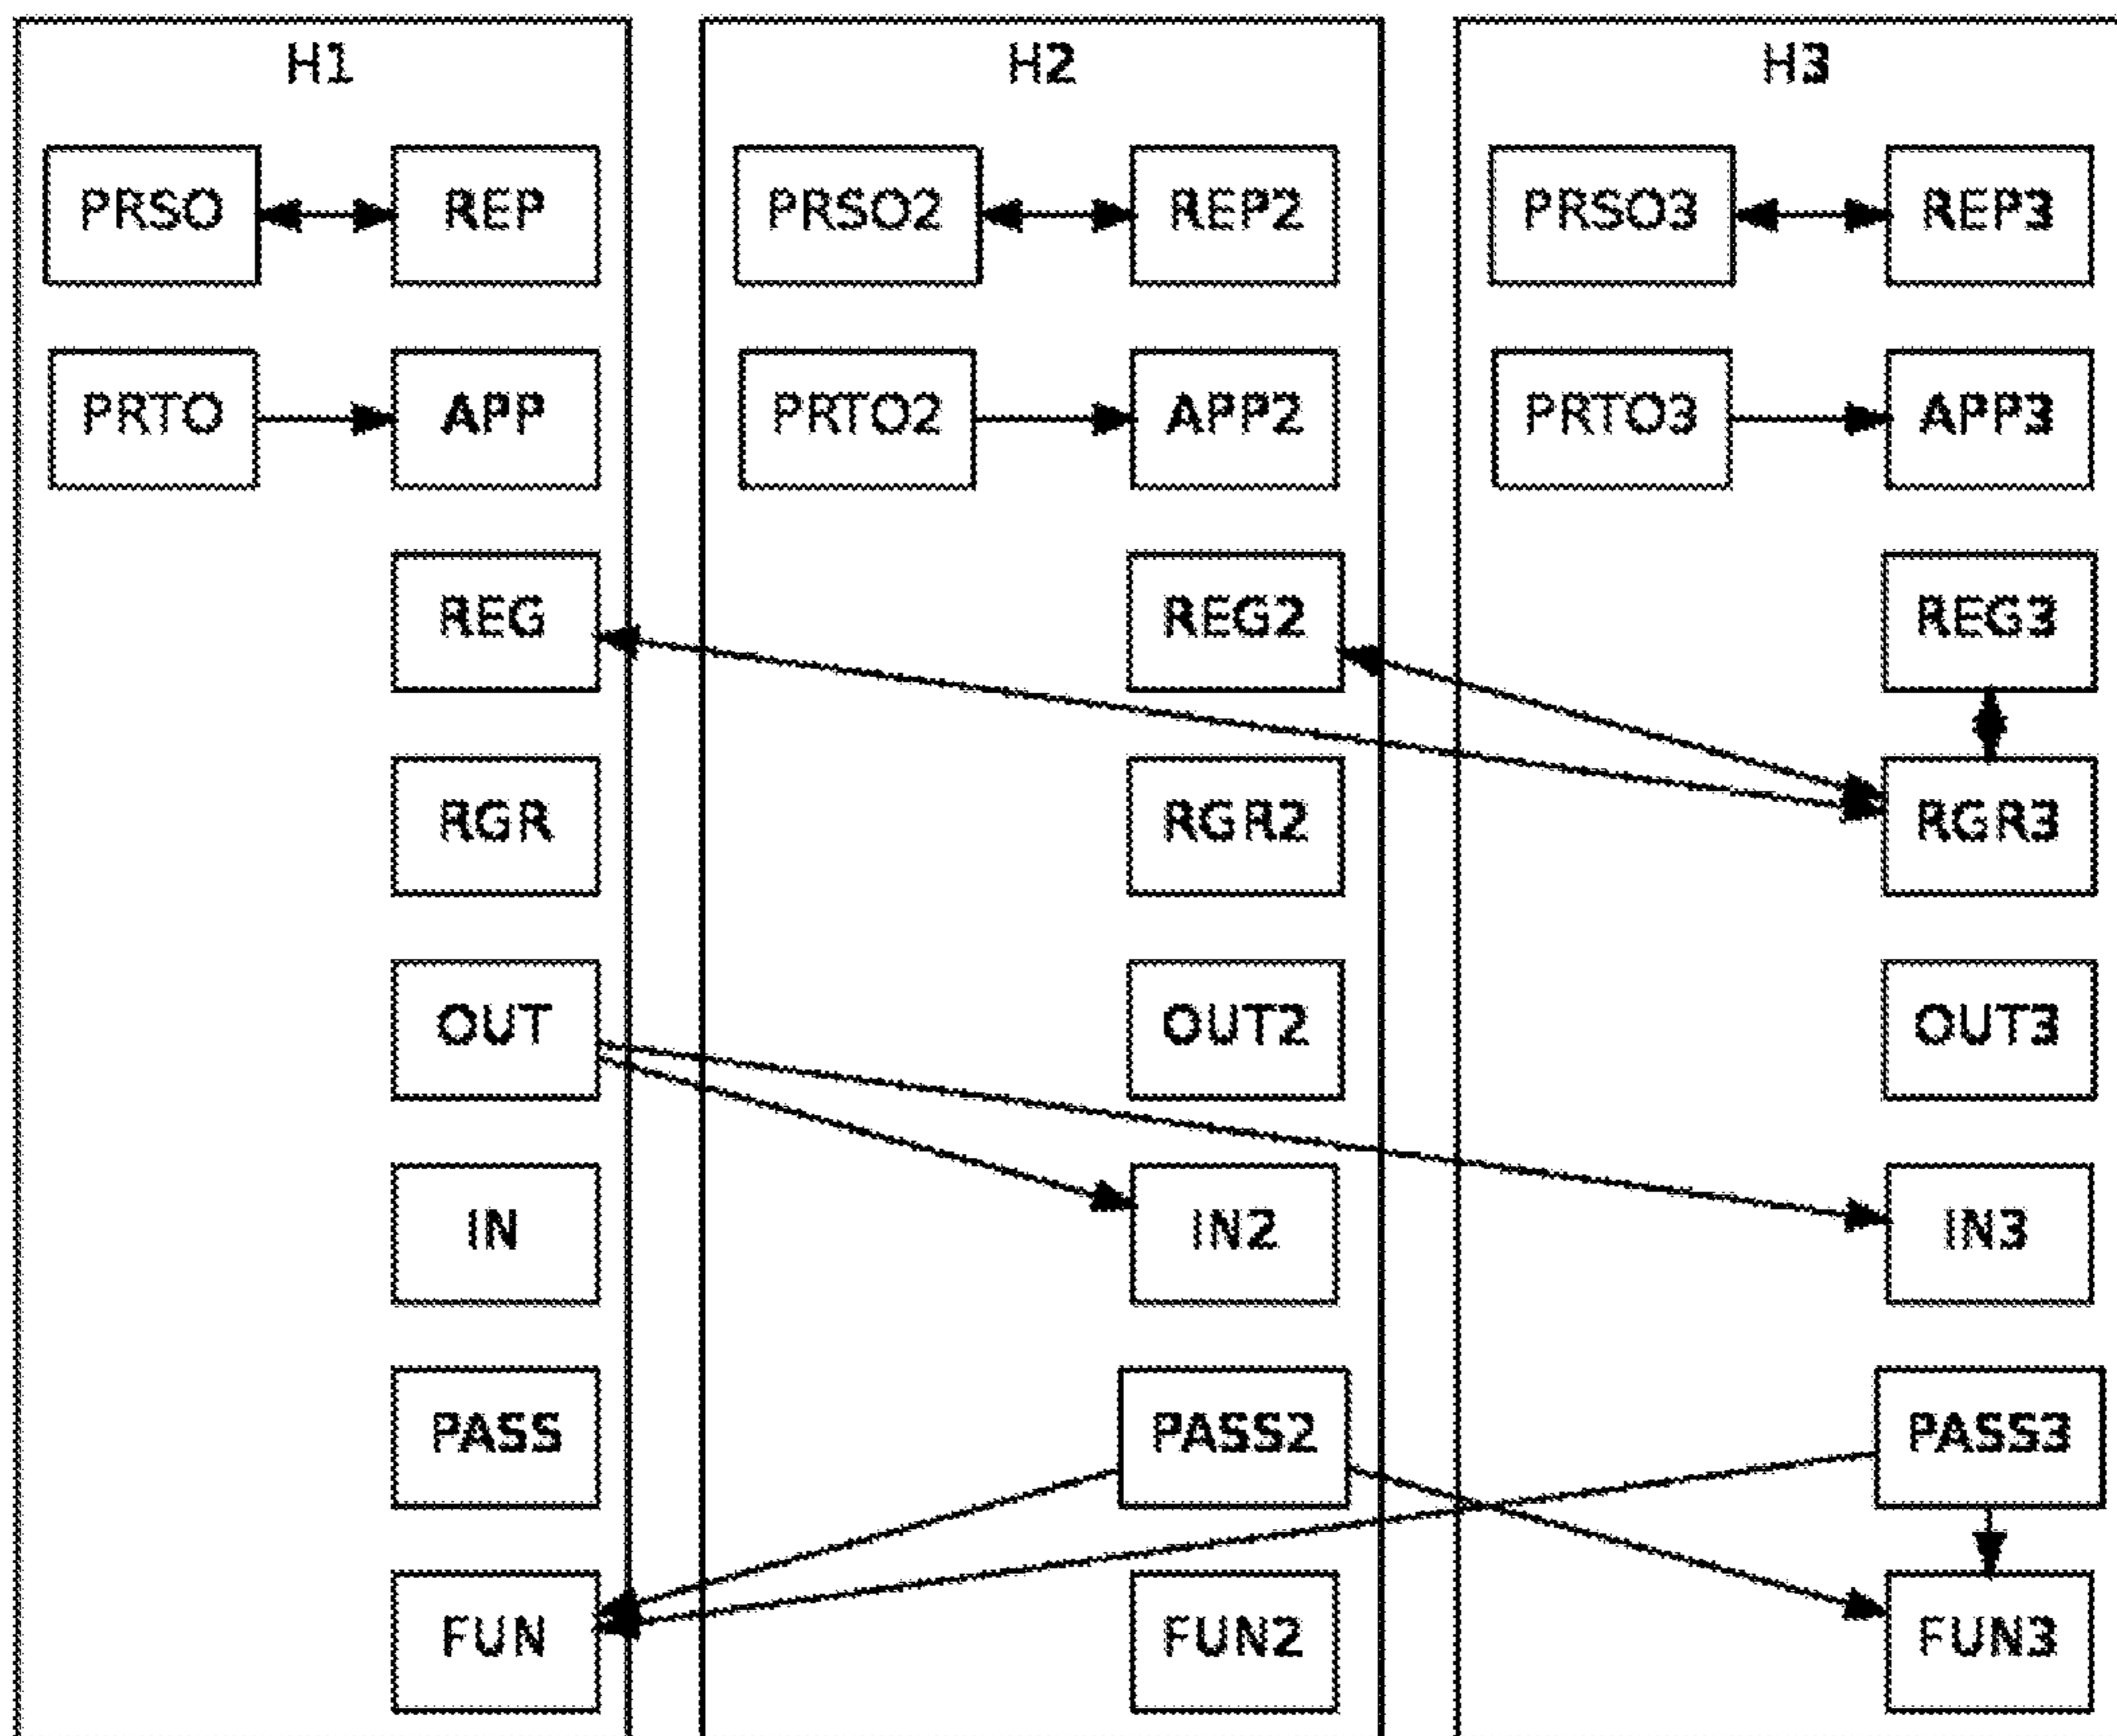 H1 H2 H3
PRSO REP PRSO2 REP2 PRSO3 REP3
PRTO APP PRTO2 APP2 PRTO3 APP3
REG REG2 REG3
RGR RGR2 RGR3
OUT OUT2 OUT3
IN IN2 IN3
PASS PASS2 PASS3
FUN FUN2 FUN3